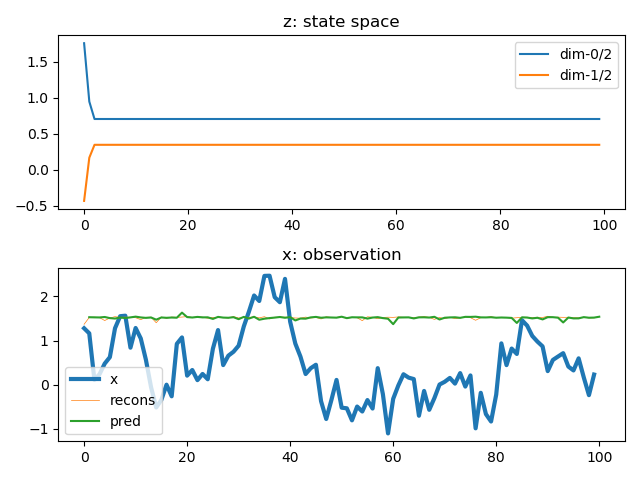 z: state space
1.5
1.0
0.5
0.0
−0.5
dim-0/2
dim-1/2
0 20 40 60 80 100
x: observation
2
1
0
−1
x
recons
pred
0 20 40 60 80 100